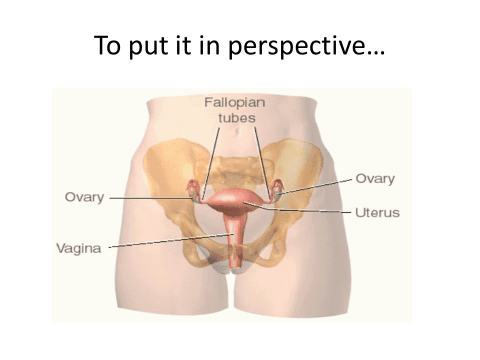 To put it in perspective…
Fallopian
tubes
Ovary
Ovary
Uterus
Vagina